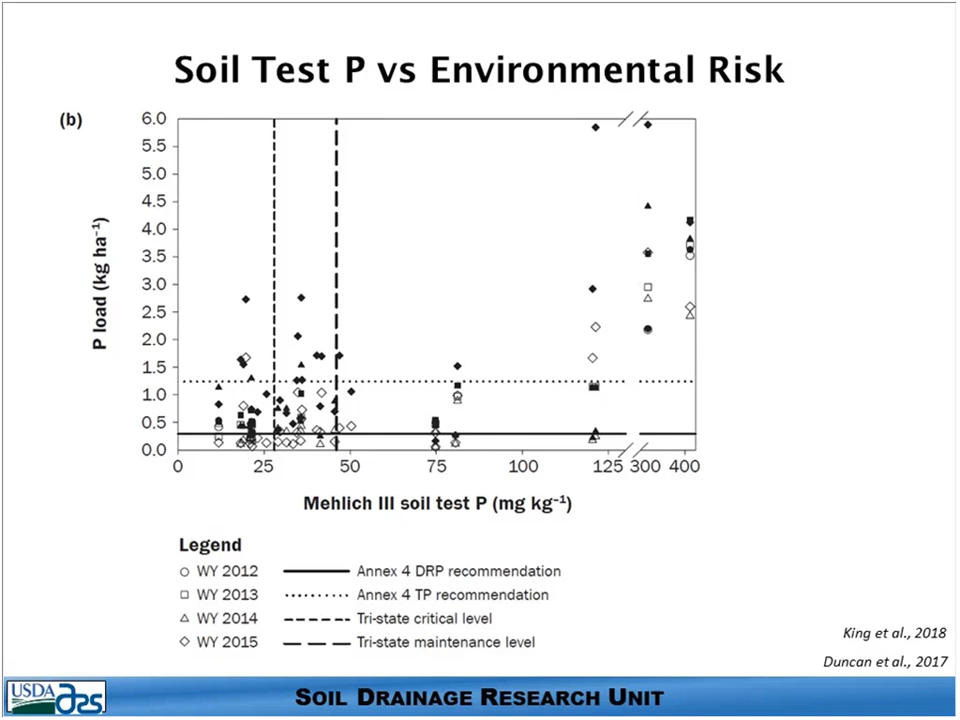 Soil Test P vs Environmental Risk
(b)
P load (kg ha⁻¹)
6.0
5.5
5.0
4.5
4.0
3.5
3.0
2.5
2.0
1.5
1.0
0.5
0.0
0 25 50 75 100 125 300 400
Mehlich III soil test P (mg kg⁻¹)
Legend
WY 2012 Annex 4 DRP recommendation
WY 2013 Annex 4 TP recommendation
WY 2014 Tri-state critical level
WY 2015 Tri-state maintenance level
King et al., 2018
Duncan et al., 2017
USDA ars
SOIL DRAINAGE RESEARCH UNIT